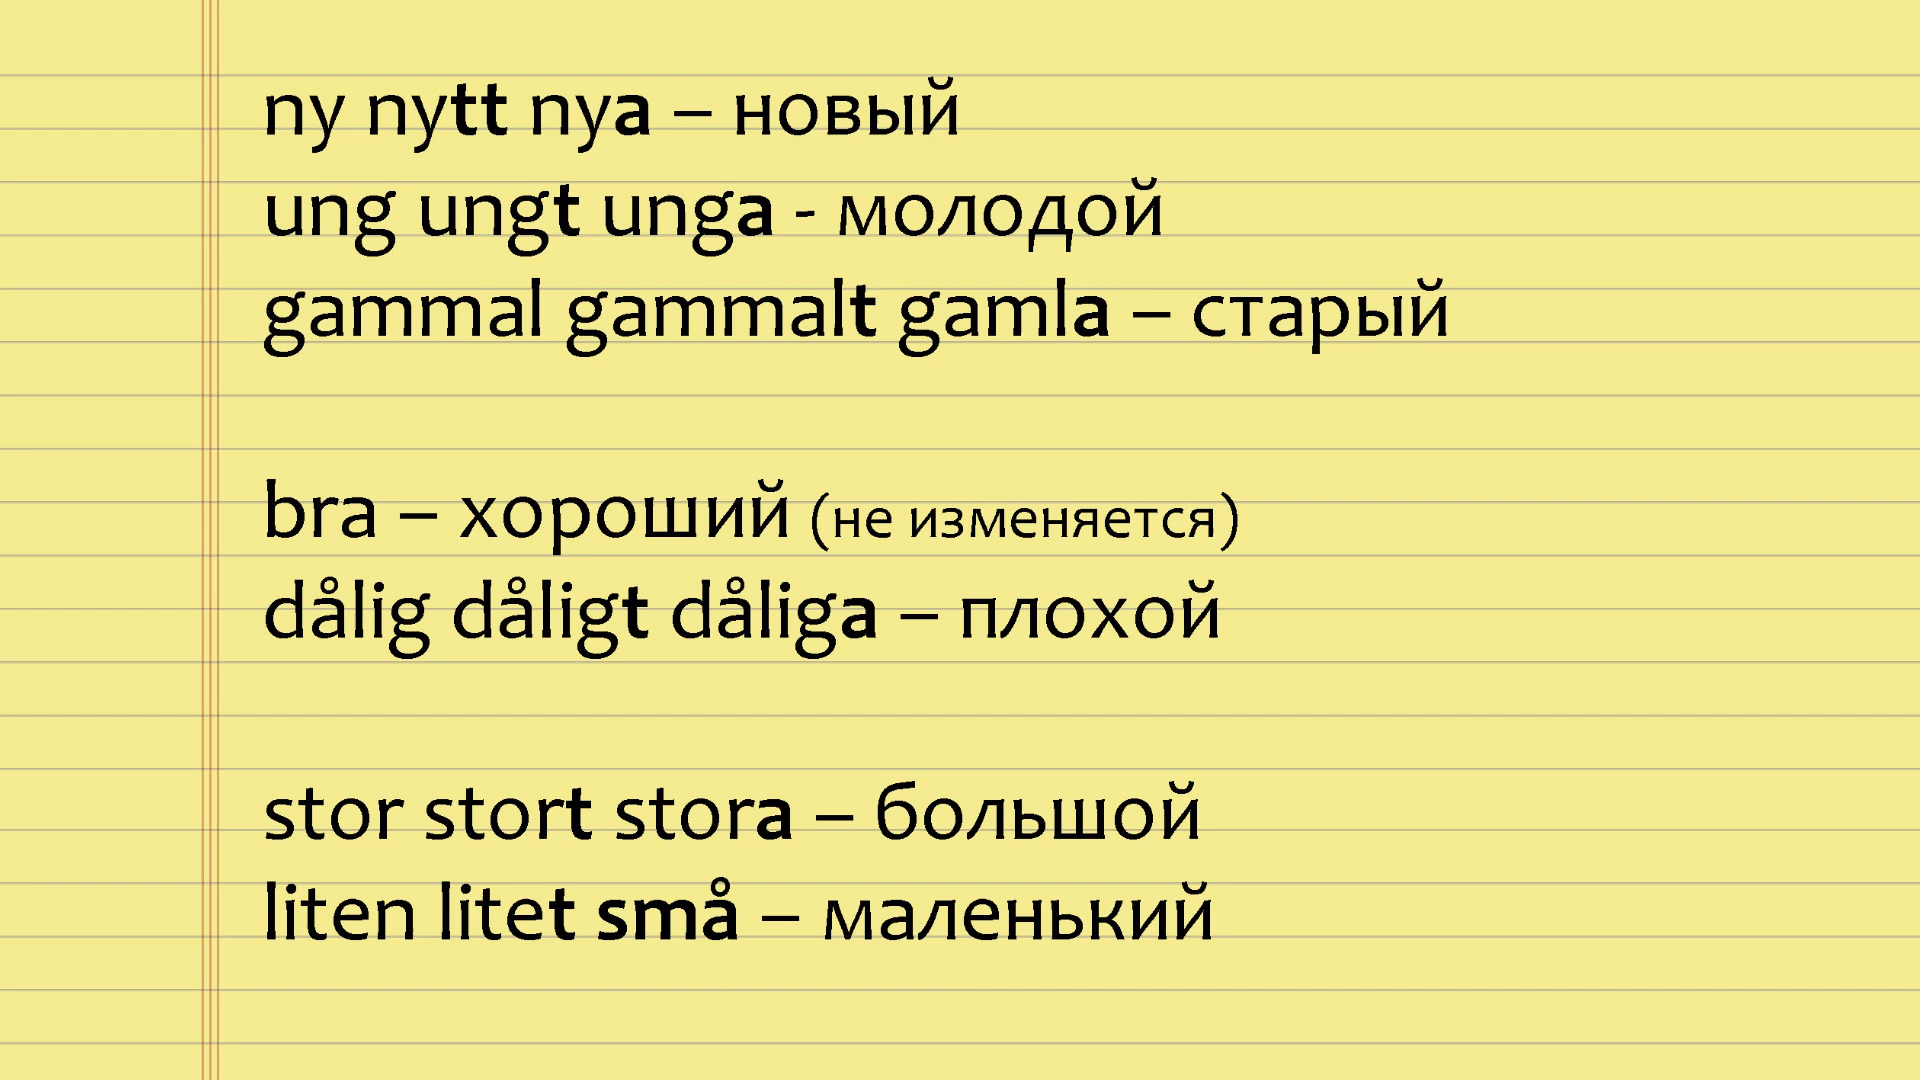 ny nytt nya – новый
ung ungt unga - молодой
gammal gammalt gamla – старый
bra – хороший (не изменяется)
dålig dåligt dåliga – плохой
stor stort stora – большой
liten litet små – маленький